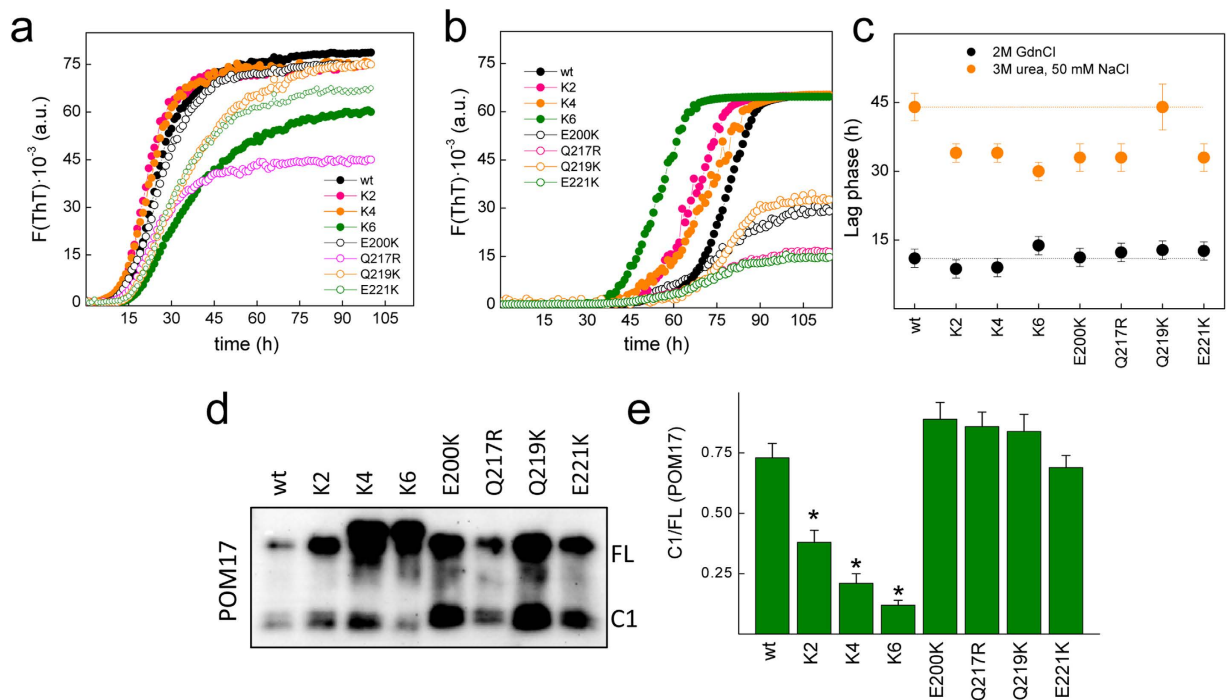 a
F(ThT)·10⁻³ (a.u.)
75
60
45
30
15
0
15 30 45 60 75 90 105
time (h)
wt
K2
K4
K6
E200K
Q217R
Q219K
E221K
b
F(ThT)·10⁻³ (a.u.)
75
60
45
30
15
0
15 30 45 60 75 90 105
time (h)
wt
K2
K4
K6
E200K
Q217R
Q219K
E221K
c
2M GdnCl
3M urea, 50 mM NaCl
Lag phase (h)
45
30
15
wt K2 K4 K6 E200K Q217R Q219K E221K
d
wt K2 K4 K6 E200K Q217R Q219K E221K
POM17
FL
C1
e
C1/FL (POM17)
0.75
0.50
0.25
* * *
wt K2 K4 K6 E200K Q217R Q219K E221K